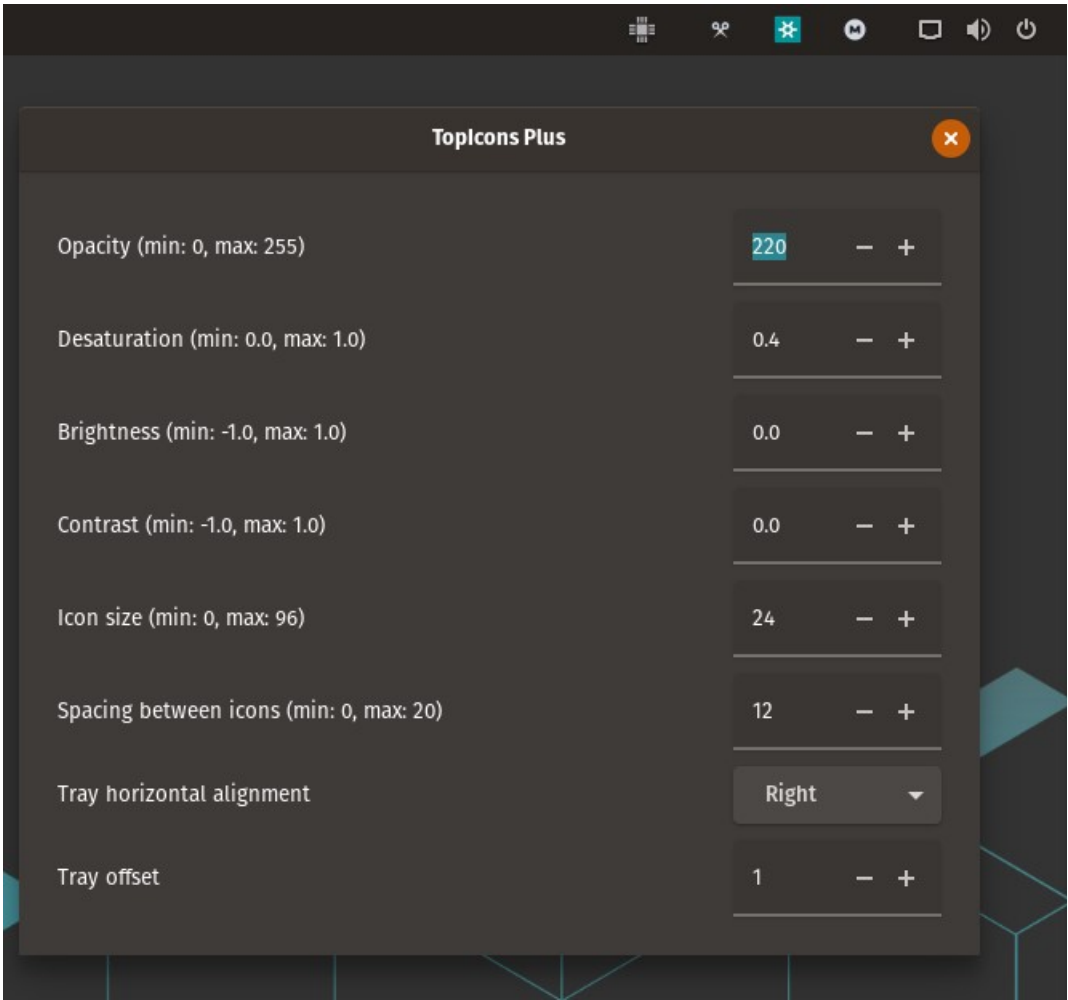 M
TopIcons Plus
Opacity (min: 0, max: 255) 220 − +
Desaturation (min: 0.0, max: 1.0) 0.4 − +
Brightness (min: -1.0, max: 1.0) 0.0 − +
Contrast (min: -1.0, max: 1.0) 0.0 − +
Icon size (min: 0, max: 96) 24 − +
Spacing between icons (min: 0, max: 20) 12 − +
Tray horizontal alignment Right
Tray offset 1 − +